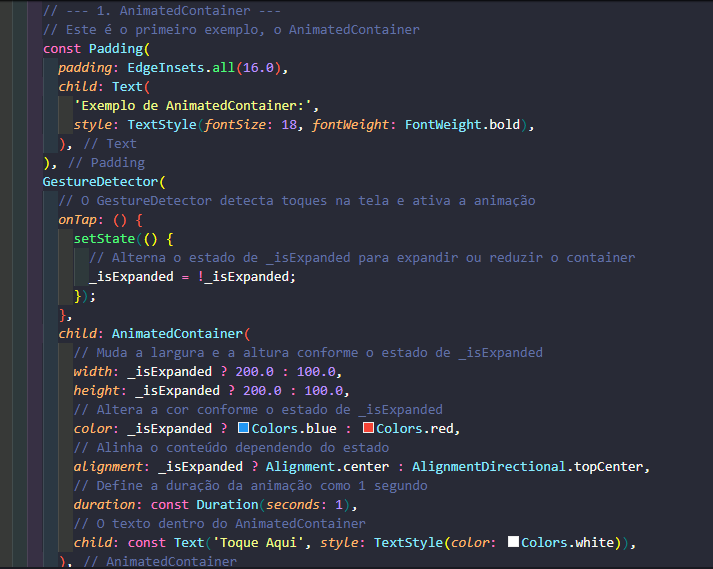 // --- 1. AnimatedContainer ---
// Este é o primeiro exemplo, o AnimatedContainer
const Padding(
padding: EdgeInsets.all(16.0),
child: Text(
'Exemplo de AnimatedContainer:',
style: TextStyle(fontSize: 18, fontWeight: FontWeight.bold),
), // Text
), // Padding
GestureDetector(
// O GestureDetector detecta toques na tela e ativa a animação
onTap: () {
setState(() {
// Alterna o estado de _isExpanded para expandir ou reduzir o container
_isExpanded = !_isExpanded;
});
},
child: AnimatedContainer(
// Muda a largura e a altura conforme o estado de _isExpanded
width: _isExpanded ? 200.0 : 100.0,
height: _isExpanded ? 200.0 : 100.0,
// Altera a cor conforme o estado de _isExpanded
color: _isExpanded ? Colors.blue : Colors.red,
// Alinha o conteúdo dependendo do estado
alignment: _isExpanded ? Alignment.center : AlignmentDirectional.topCenter,
// Define a duração da animação como 1 segundo
duration: const Duration(seconds: 1),
// O texto dentro do AnimatedContainer
child: const Text('Toque Aqui', style: TextStyle(color: Colors.white)),
), // AnimatedContainer